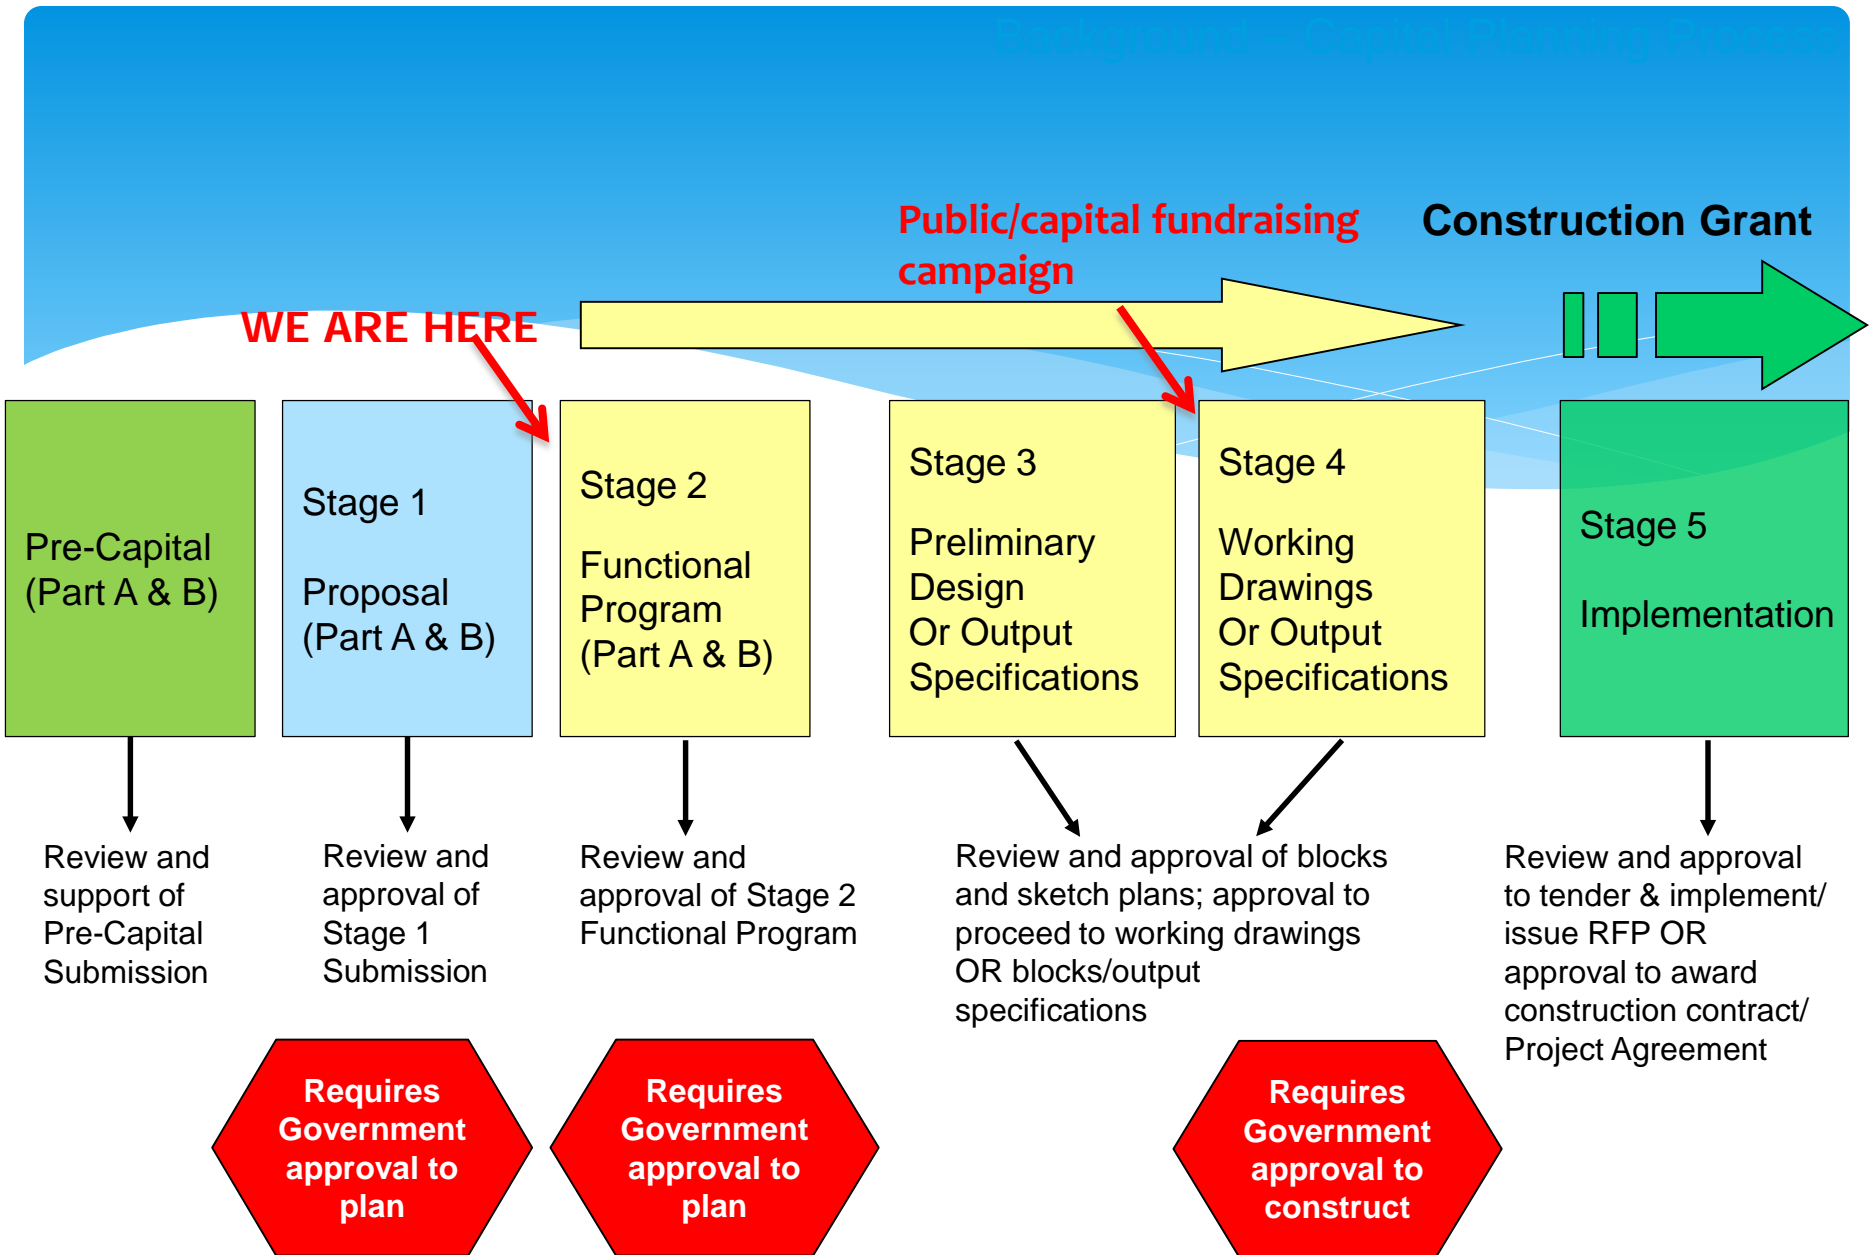 Background – Capital Planning Process
Public/capital fundraising
campaign
Construction Grant
WE ARE HERE
Pre-Capital
(Part A & B)
Stage 1
Proposal
(Part A & B)
Stage 2
Functional
Program
(Part A & B)
Stage 3
Preliminary
Design
Or Output
Specifications
Stage 4
Working
Drawings
Or Output
Specifications
Stage 5
Implementation
Review and
support of
Pre-Capital
Submission
Review and
approval of
Stage 1
Submission
Review and
approval of Stage 2
Functional Program
Review and approval of blocks
and sketch plans; approval to
proceed to working drawings
OR blocks/output
specifications
Review and approval
to tender & implement/
issue RFP OR
approval to award
construction contract/
Project Agreement
Requires
Government
approval to
plan
Requires
Government
approval to
plan
Requires
Government
approval to
construct